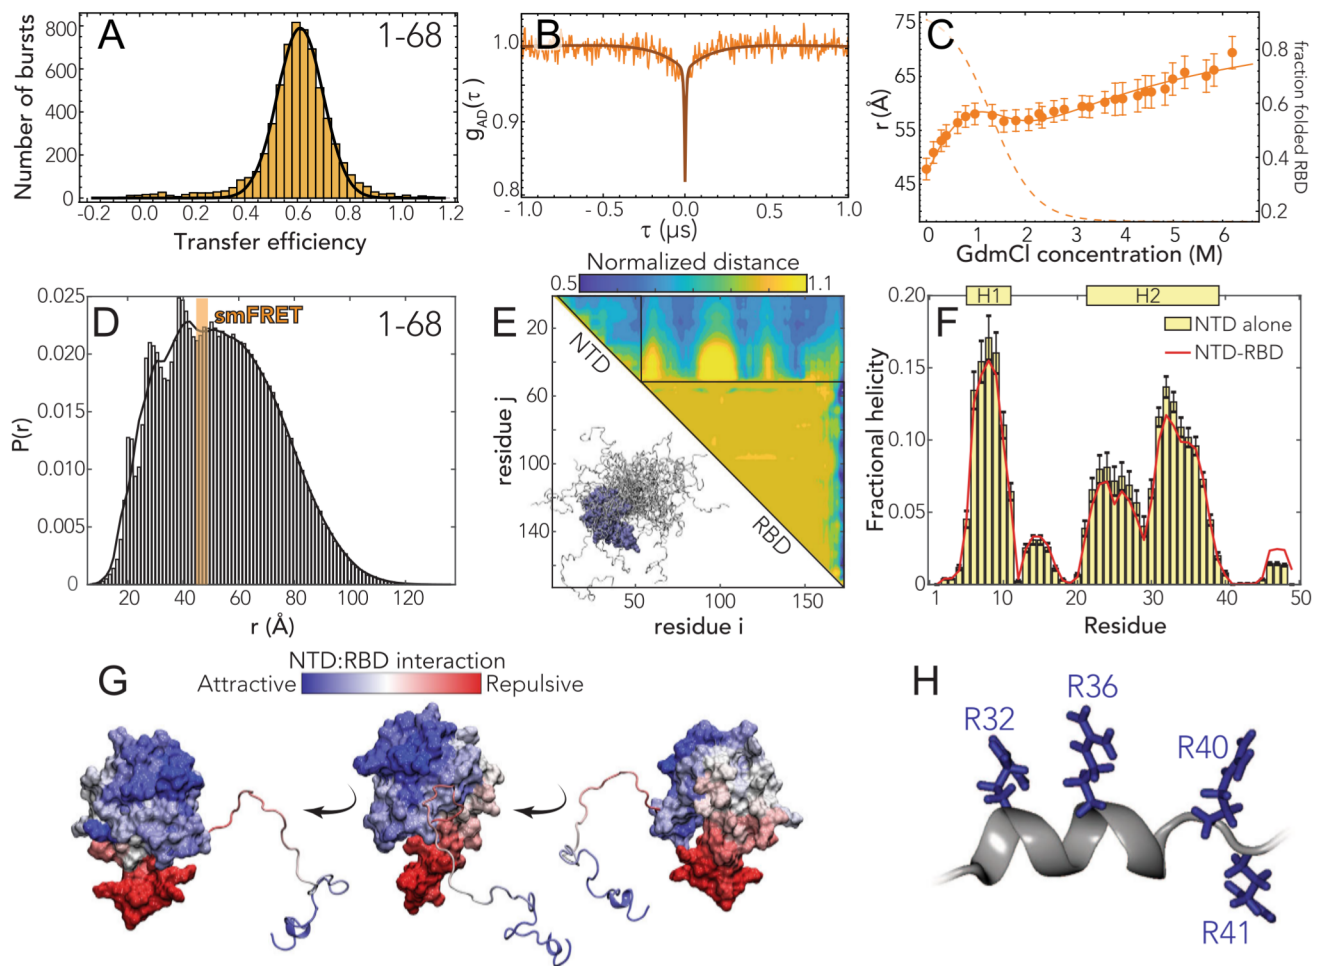 A
1-68
Number of bursts
800
600
400
200
0
-0.2
0.0
0.2
0.4
0.6
0.8
1.0
1.2
Transfer efficiency
B
gAD(τ)
1.0
0.9
0.8
-1.0
-0.5
0.0
0.5
1.0
τ (μs)
C
r (Å)
75
65
55
45
0
1
2
3
4
5
6
GdmCl concentration (M)
0.8
0.6
0.4
0.2
fraction folded RBD
D
smFRET
1-68
P(r)
0.025
0.020
0.015
0.010
0.005
0
20
40
60
80
100
120
r (Å)
Normalized distance
0.5
1.1
E
20
60
100
140
residue j
NTD
RBD
50
100
150
residue i
H1
H2
F
NTD alone
NTD-RBD
Fractional helicity
0.20
0.15
0.10
0.05
0
1
10
20
30
40
50
Residue
G
NTD:RBD interaction
Attractive
Repulsive
H
R32
R36
R40
R41